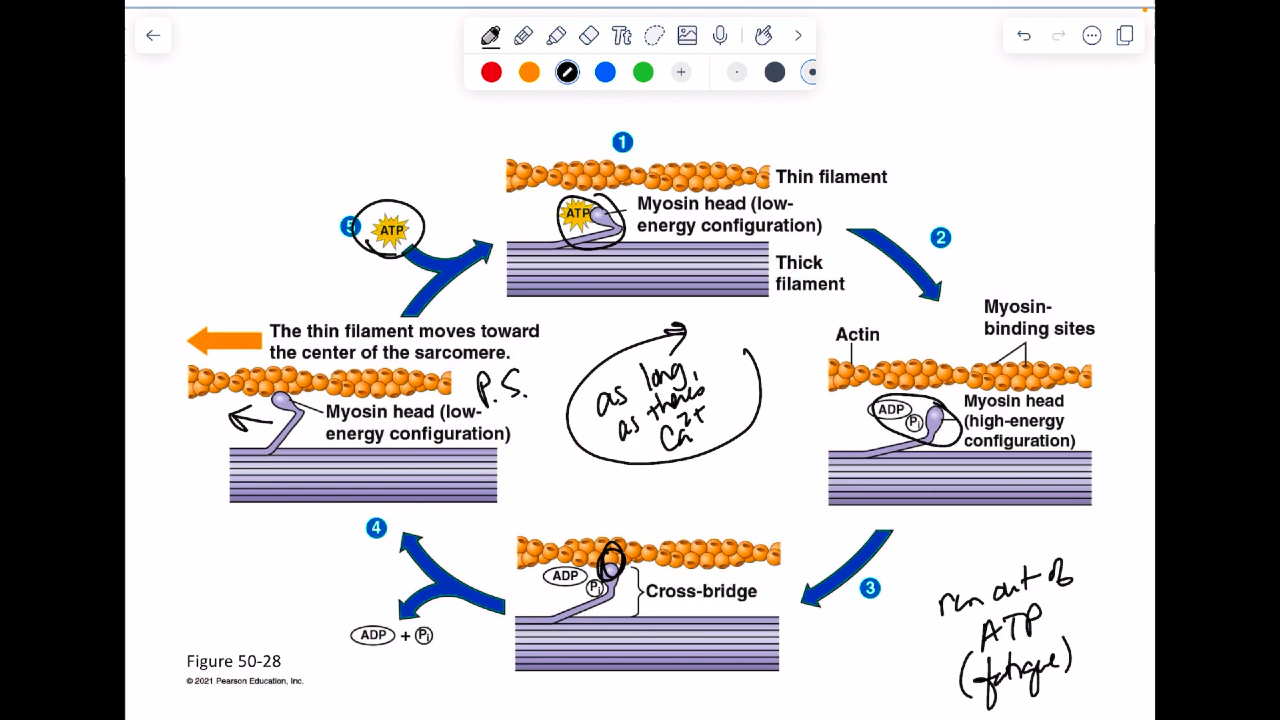 Tt
1
Thin filament
ATP
Myosin head (low-
energy configuration)
Thick
filament
5
ATP
2
The thin filament moves toward
the center of the sarcomere.
P.S.
Myosin head (low-
energy configuration)
as long
as theres
Ca2+
Myosin-
binding sites
Actin
ADP
Pi
Myosin head
(high-energy
configuration)
4
ADP
Pi
Cross-bridge
3
ADP + Pi
run out of
ATP
(fatigue)
Figure 50-28
© 2021 Pearson Education, Inc.